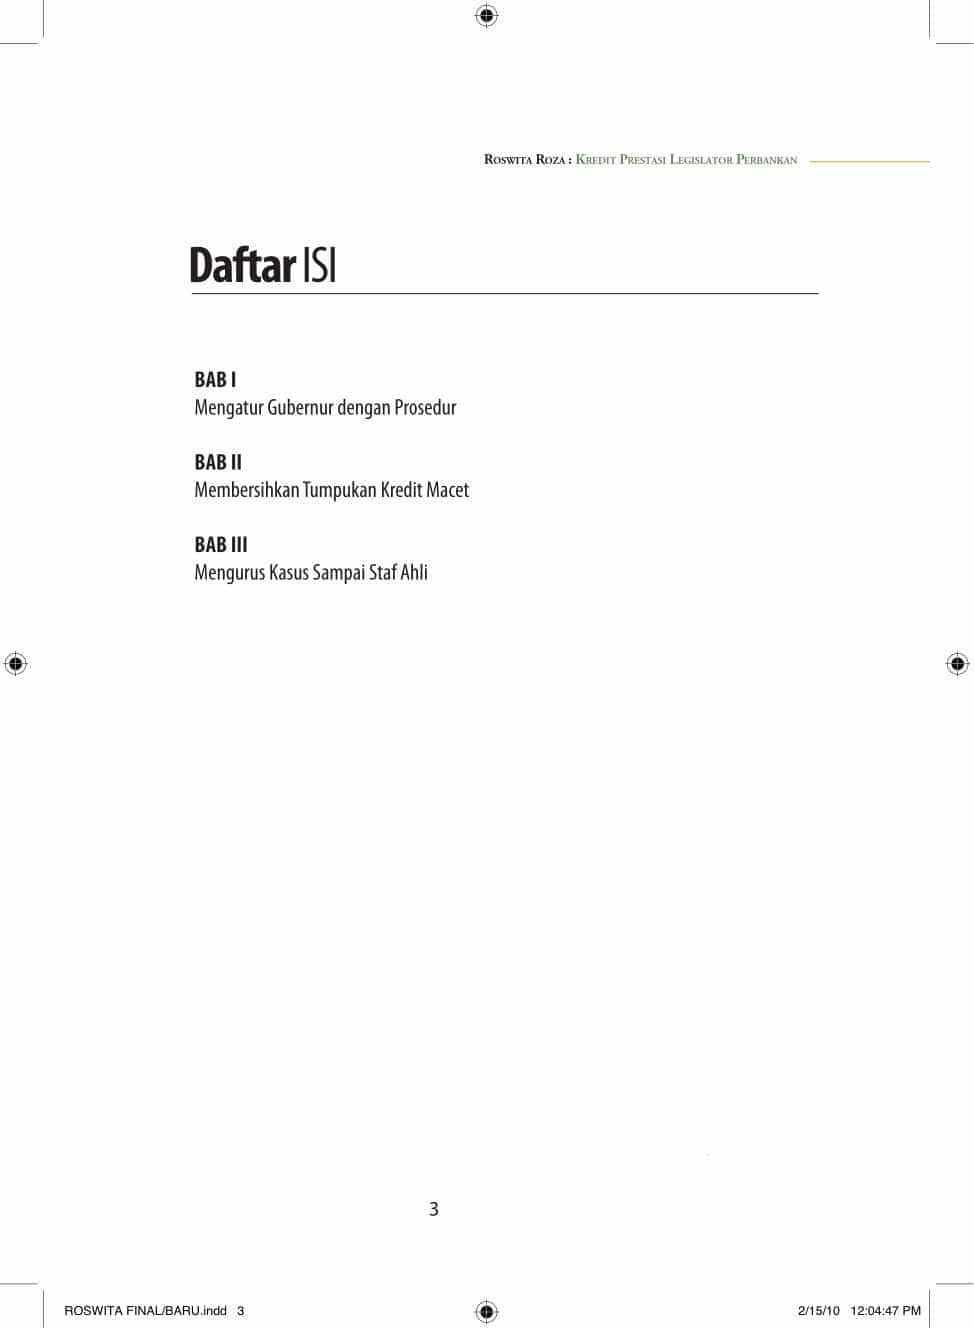 Roswita Roza : Kredit Prestasi Legislator Perbankan
Daftar ISI
BAB I
Mengatur Gubernur dengan Prosedur
BAB II
Membersihkan Tumpukan Kredit Macet
BAB III
Mengurus Kasus Sampai Staf Ahli
3
ROSWITA FINAL/BARU.indd 3
2/15/10 12:04:47 PM